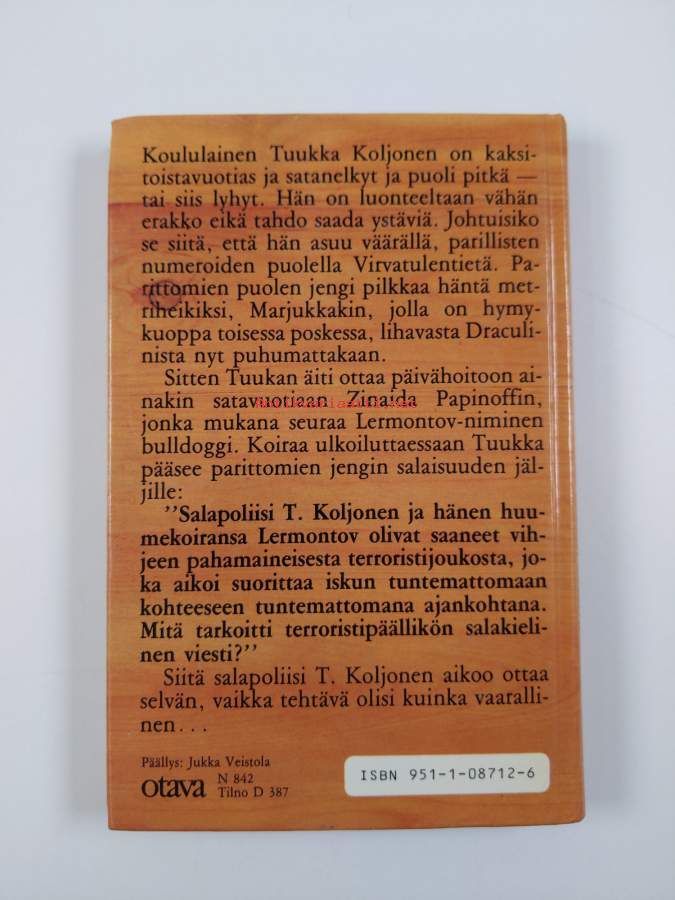 Koululainen Tuukka Koljonen on kaksi-
toistavuotias ja satanelkyt ja puoli pitkä —
tai siis lyhyt. Hän on luonteeltaan vähän
erakko eikä tahdo saada ystäviä. Johtuisiko
se siitä, että hän asuu väärällä, parillisten
numeroiden puolella Virvatulentietä. Pa-
rittomien puolen jengi pilkkaa häntä met-
riheikiksi, Marjukkakin, jolla on hymy-
kuoppa toisessa poskessa, lihavasta Draculi-
nista nyt puhumattakaan.
Sitten Tuukan äiti ottaa päivähoitoon ai-
nakin satavuotiaan Zinaida Papinoffin,
jonka mukana seuraa Lermontov-niminen
bulldoggi. Koiraa ulkoiluttaessaan Tuukka
pääsee parittomien jengin salaisuuden jäl-
jille:
"Salapoliisi T. Koljonen ja hänen huu-
mekoiransa Lermontov olivat saaneet vih-
jeen pahamaineisesta terroristijoukosta, jo-
ka aikoi suorittaa iskun tuntemattomaan
kohteeseen tuntemattomana ajankohtana.
Mitä tarkoitti terroristipäällikön salakieli-
nen viesti?"
Siitä salapoliisi T. Koljonen aikoo ottaa
selvän, vaikka tehtävä olisi kuinka vaaralli-
nen...
Päällys: Jukka Veistola
otava
N 842
Tilno D 387
ISBN 951-1-08712-6